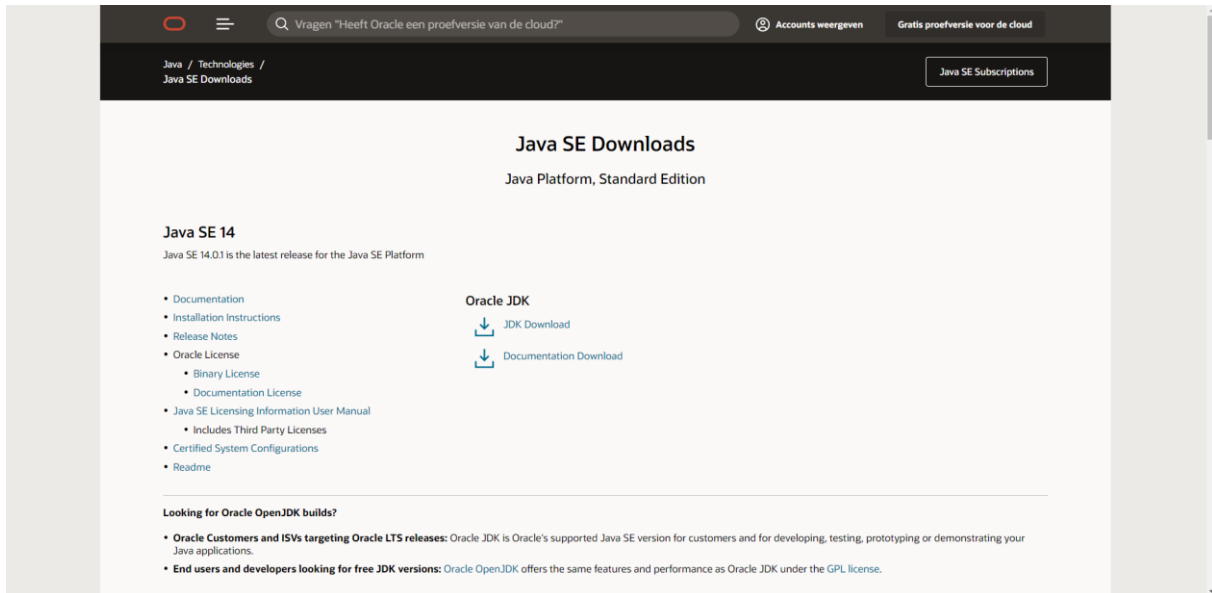 Vragen "Heeft Oracle een proefversie van de cloud?"
Accounts weergeven
Gratis proefversie voor de cloud
Java / Technologies /
Java SE Downloads
Java SE Subscriptions
Java SE Downloads
Java Platform, Standard Edition
Java SE 14
Java SE 14.0.1 is the latest release for the Java SE Platform
• Documentation
• Installation Instructions
• Release Notes
• Oracle License
• Binary License
• Documentation License
• Java SE Licensing Information User Manual
• Includes Third Party Licenses
• Certified System Configurations
• Readme
Oracle JDK
JDK Download
Documentation Download
Looking for Oracle OpenJDK builds?
• Oracle Customers and ISVs targeting Oracle LTS releases: Oracle JDK is Oracle's supported Java SE version for customers and for developing, testing, prototyping or demonstrating your
Java applications.
• End users and developers looking for free JDK versions: Oracle OpenJDK offers the same features and performance as Oracle JDK under the GPL license.